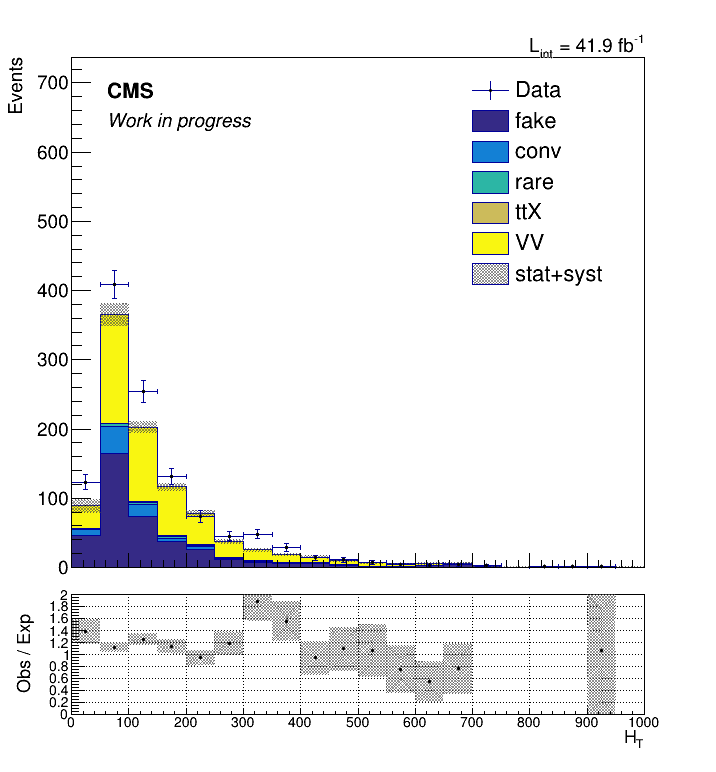 L_int = 41.9 fb^-1
Events
700
600
500
400
300
200
100
0
CMS
Work in progress
Data
fake
conv
rare
ttX
VV
stat+syst
Obs / Exp
2
1.8
1.6
1.4
1.2
1
0.8
0.6
0.4
0.2
0
0 100 200 300 400 500 600 700 800 900 1000
H_T